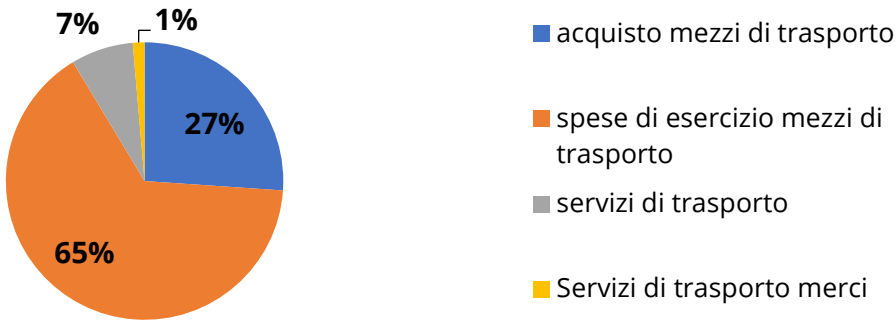 7%
1%
27%
65%
acquisto mezzi di trasporto
spese di esercizio mezzi di
trasporto
servizi di trasporto
Servizi di trasporto merci